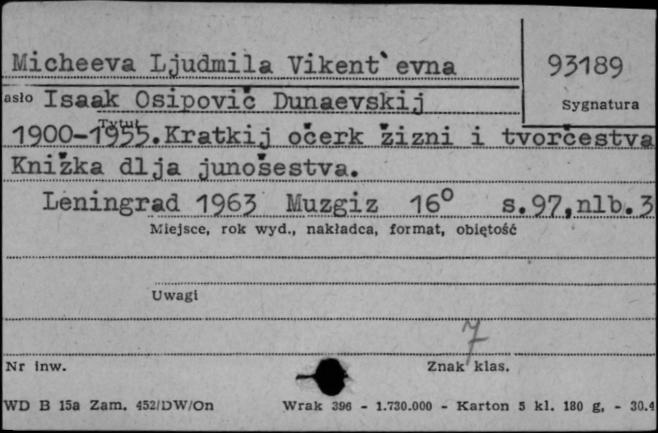 Micheeva Ljudmila Vikent`evna
93189
asło Isaak Osipovič Dunaevskij
Sygnatura
Tytuł
1900-1955.Kratkij očerk žizni i tvorčestva
Knižka dlja junošestva.
Leningrad 1963 Muzgiz 16° s.97,nlb.3
Miejsce, rok wyd., nakładca, format, objętość
Uwagi
7
Nr inw.
Znak klas.
WD B 15a Zam. 452/DW/On Wrak 396 - 1.730.000 - Karton 5 kl. 180 g. - 30.4